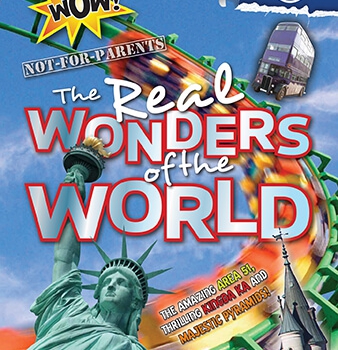 WOW!
NOT-FOR-PARENTS
The Real
WONDERS
of the
WORLD
THE AMAZING AREA 51,
THRILLING KINGDA KA AND
MAJESTIC PYRAMIDS!